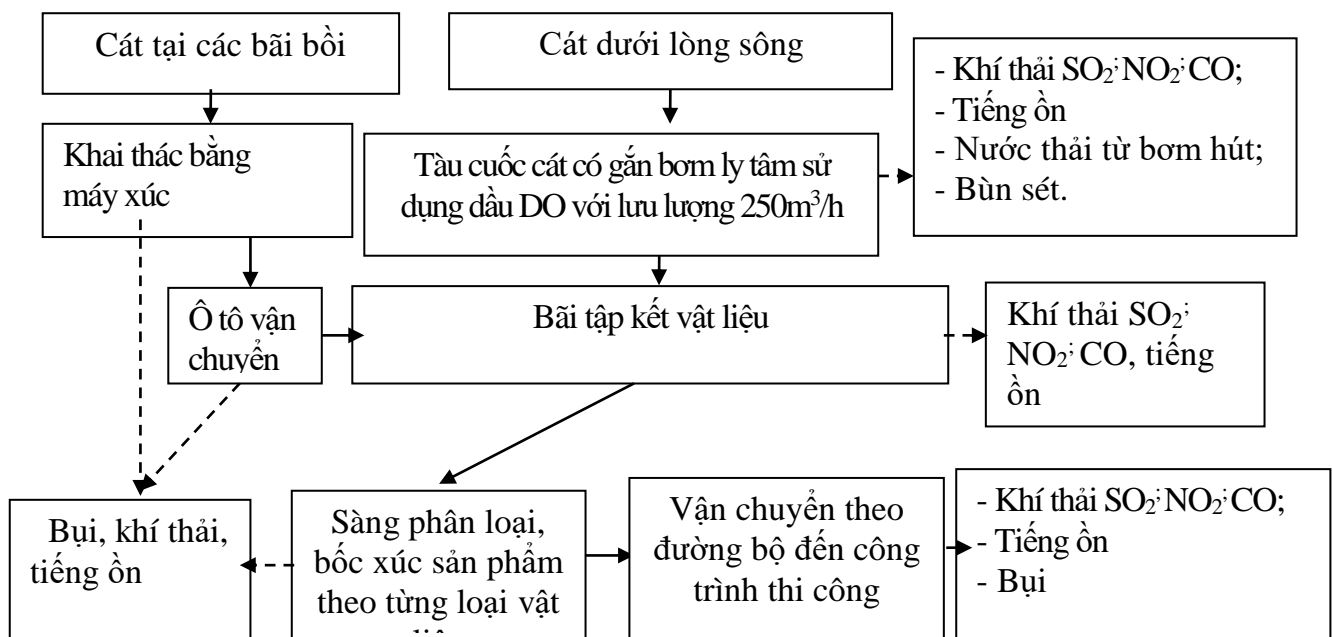 Cát tại các bãi bồi
Cát dưới lòng sông
- Khí thải SO2;NO2;CO;
- Tiếng ồn
- Nước thải từ bơm hút;
- Bùn sét.
Khai thác bằng
máy xúc
Tàu cuốc cát có gắn bơm ly tâm sử
dụng dầu DO với lưu lượng 250m³/h
Ô tô vận
chuyển
Bãi tập kết vật liệu
Khí thải SO2;
NO2; CO, tiếng
ồn
Bụi, khí thải,
tiếng ồn
Sàng phân loại,
bốc xúc sản phẩm
theo từng loại vật
Vận chuyển theo
đường bộ đến công
trình thi công
- Khí thải SO2;NO2;CO;
- Tiếng ồn
- Bụi